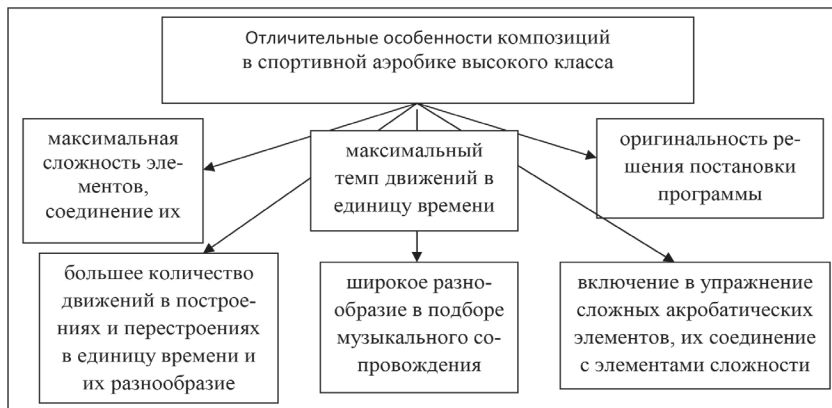 Отличительные особенности композиций
в спортивной аэробике высокого класса
максимальная
сложность эле-
ментов,
соединение их
максимальный
темп движений в
единицу времени
оригинальность ре-
шения постановки
программы
большее количество
движений в построе-
ниях и перестроениях
в единицу времени и
их разнообразие
широкое разно-
образие в подборе
музыкального со-
провождения
включение в упражнение
сложных акробатических
элементов, их соединение
с элементами сложности